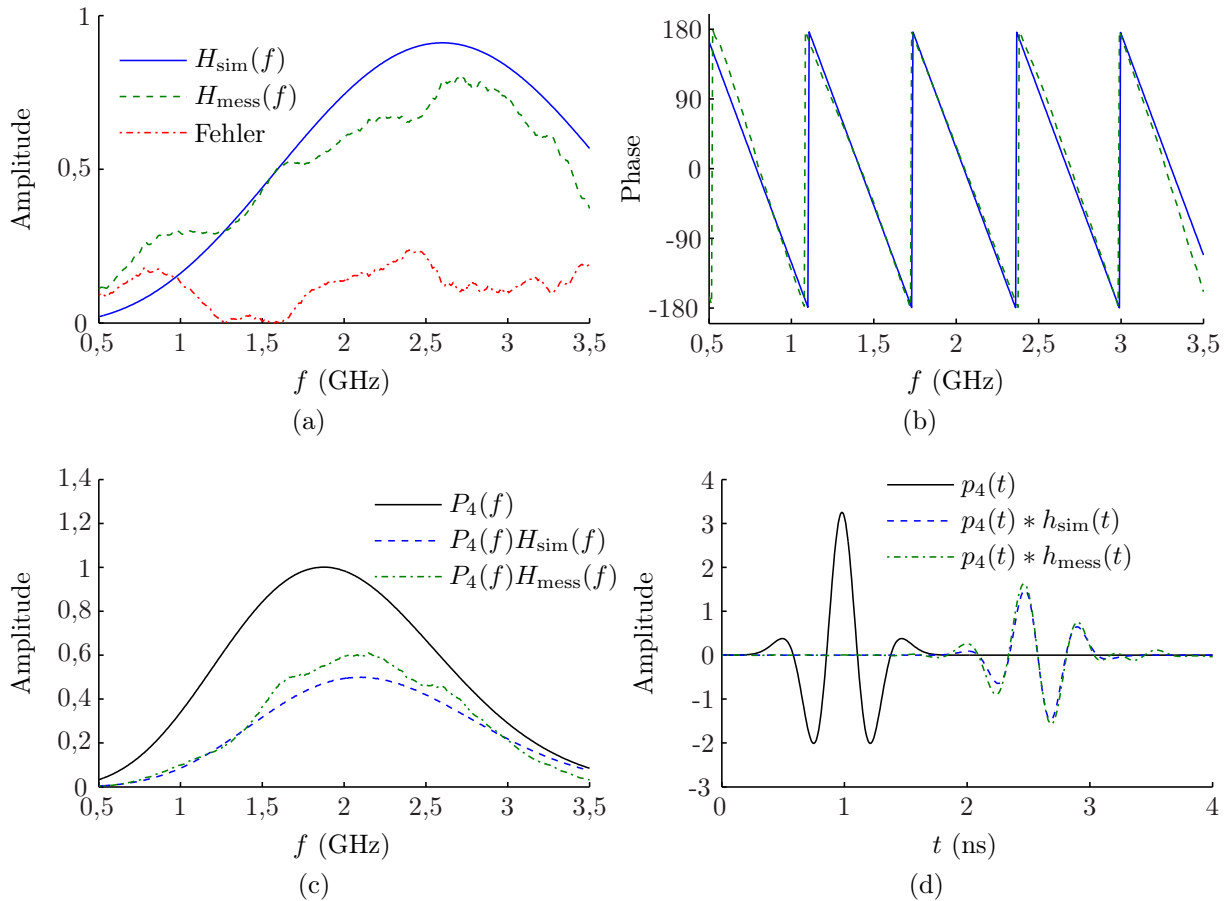 1
0,5
0
Amplitude
H_sim(f)
H_mess(f)
Fehler
0,5 1 1,5 2 2,5 3 3,5
f (GHz)
(a)
180
90
0
-90
-180
Phase
0,5 1 1,5 2 2,5 3 3,5
f (GHz)
(b)
1,4
1,2
1
0,8
0,6
0,4
0,2
0
Amplitude
P_4(f)
P_4(f)H_sim(f)
P_4(f)H_mess(f)
0,5 1 1,5 2 2,5 3 3,5
f (GHz)
(c)
4
3
2
1
0
-1
-2
-3
Amplitude
p_4(t)
p_4(t) * h_sim(t)
p_4(t) * h_mess(t)
0 1 2 3 4
t (ns)
(d)